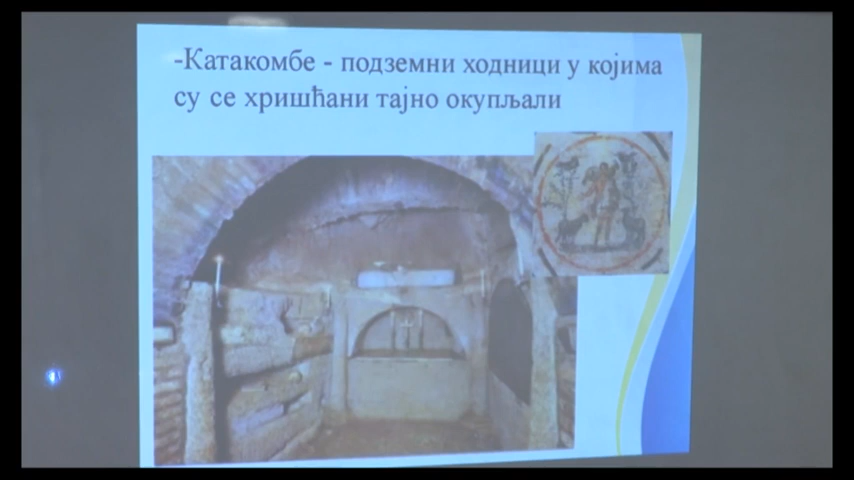 -Катакомбе - подземни ходници у којима
су се хришћани тајно окупљали